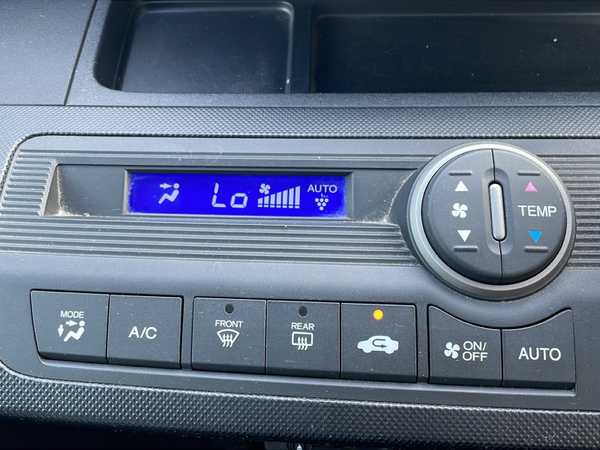 Lo AUTO
TEMP
MODE
A/C
FRONT
REAR
ON/
OFF
AUTO